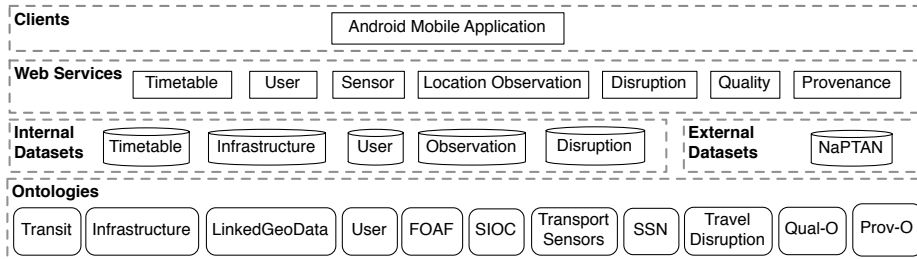 Clients
Android Mobile Application
Web Services
Timetable User Sensor Location Observation Disruption Quality Provenance
Internal
Datasets
Timetable Infrastructure User Observation Disruption
External
Datasets
NaPTAN
Ontologies
Transit Infrastructure LinkedGeoData User FOAF SIOC Transport
Sensors SSN Travel
Disruption Qual-O Prov-O